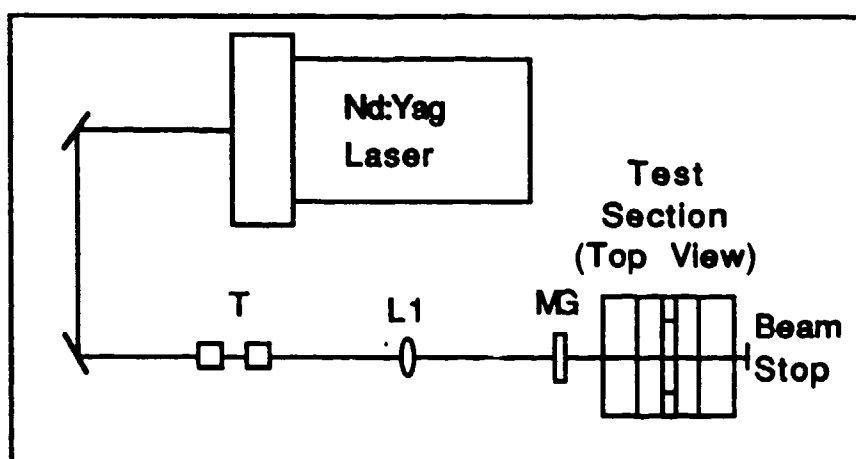 Nd:Yag
Laser
Test
Section
(Top View)
T
L1
MG
Beam
Stop